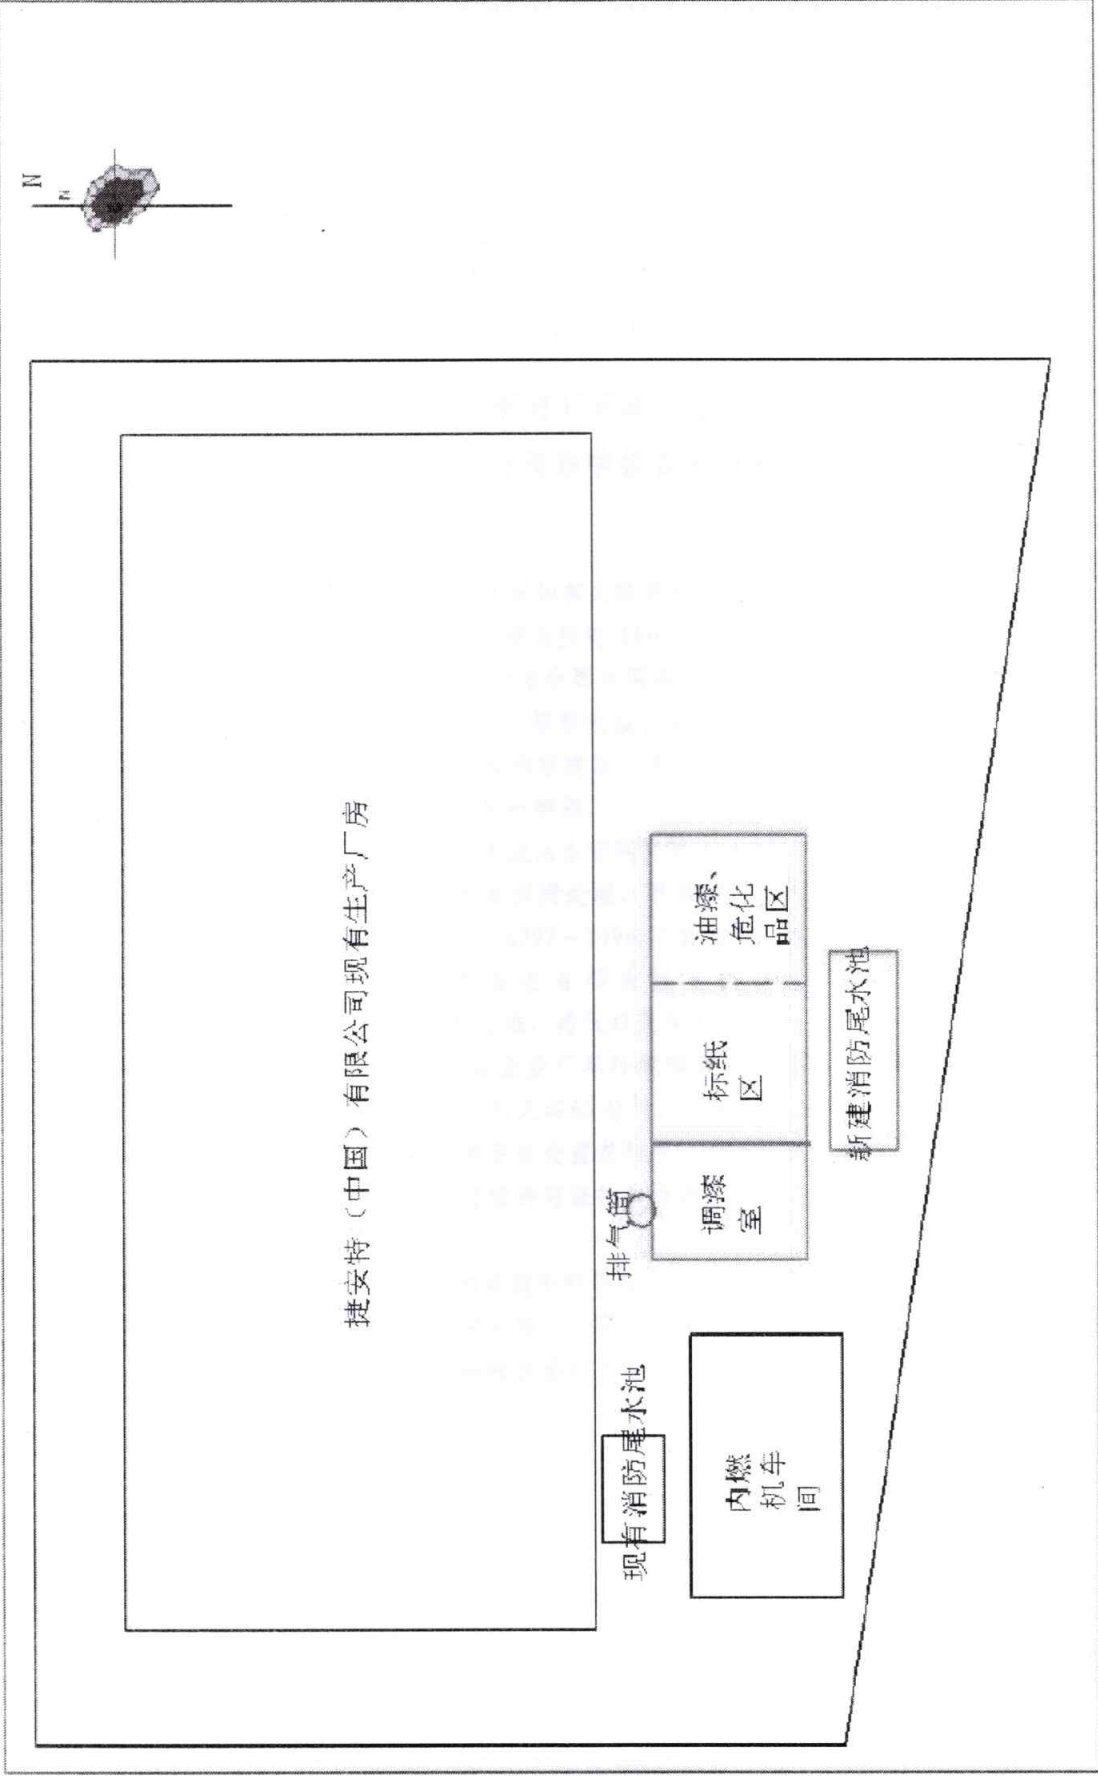 N
N
捷安特（中国）有限公司现有生产厂房
现有消防尾水池
内燃
机车
间
排气筒
调漆
室
标纸
区
油漆、
危化
品区
新建消防尾水池